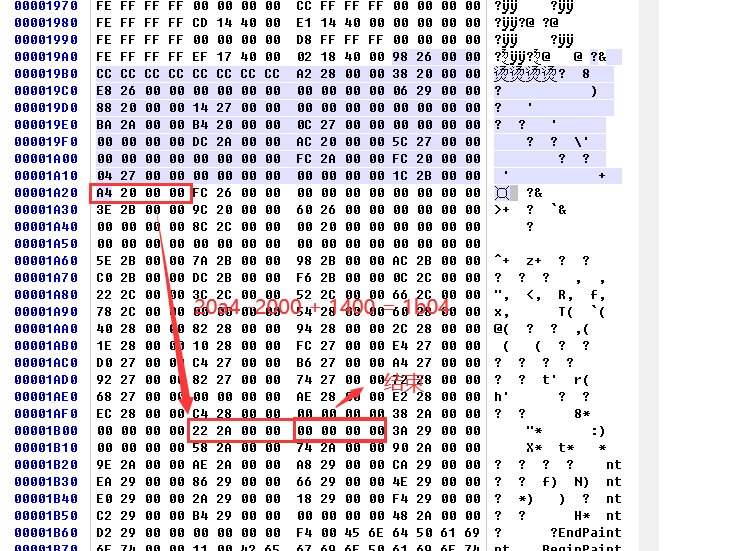 00001970 FE FF FF FF 00 00 00 00 CC FF FF FF 00 00 00 00 ?ÿÿ ?ÿÿ
00001980 FE FF FF FF CD 14 40 00 E1 14 40 00 00 00 00 00 ?ÿÿ?@ ?@
00001990 FE FF FF FF 00 00 00 00 D8 FF FF FF 00 00 00 00 ?ÿÿ ?ÿÿ
000019A0 FE FF FF FF EF 17 40 00 02 18 40 00 98 26 00 00 ?ÿÿ?@ @ ?&
000019B0 CC CC CC CC CC CC CC CC A2 28 00 00 38 20 00 00 烫烫烫烫? 8
000019C0 E8 26 00 00 00 00 00 00 00 00 00 00 06 29 00 00 ? )
000019D0 88 20 00 00 14 27 00 00 00 00 00 00 00 00 00 00 ? '
000019E0 BA 2A 00 00 B4 20 00 00 0C 27 00 00 00 00 00 00 ? ? '
000019F0 00 00 00 00 DC 2A 00 00 AC 20 00 00 5C 27 00 00 ? ? \'
00001A00 00 00 00 00 00 00 00 00 FC 2A 00 00 FC 20 00 00 ? ?
00001A10 04 27 00 00 00 00 00 00 00 00 00 00 1C 2B 00 00 ' +
00001A20 A4 20 00 00 FC 26 00 00 00 00 00 00 00 00 00 00 ¤ ?&
00001A30 3E 2B 00 00 9C 20 00 00 60 26 00 00 00 00 00 00 >+ ? `&
00001A40 00 00 00 00 8C 2C 00 00 00 20 00 00 00 00 00 00 ?
00001A50 00 00 00 00 00 00 00 00 00 00 00 00 00 00 00 00
00001A60 5E 2B 00 00 7A 2B 00 00 98 2B 00 00 AC 2B 00 00 ^+ z+ ? ?
00001A70 C0 2B 00 00 DC 2B 00 00 F6 2B 00 00 0C 2C 00 00 ? ? ? , ,
00001A80 22 2C 00 00 3C 2C 00 00 52 2C 00 00 66 2C 00 00 ", <, R, f,
20a4- 2000 + 1400 = 1b04
00001A90 78 2C 00 00 00 00 00 00 54 28 00 00 60 28 00 00 x, T( `(
00001AA0 40 28 00 00 82 28 00 00 94 28 00 00 2C 28 00 00 @( ? ? ,(
00001AB0 1E 28 00 00 10 28 00 00 FC 27 00 00 E4 27 00 00 ( ( ? ?
00001AC0 D0 27 00 00 C4 27 00 00 B6 27 00 00 A4 27 00 00 ? ? ? ?
00001AD0 92 27 00 00 82 27 00 00 74 27 00 00 72 28 00 00 ? ? t' r(
结束
00001AE0 68 27 00 00 00 00 00 00 AE 28 00 00 E2 28 00 00 h' ? ?
00001AF0 EC 28 00 00 C4 28 00 00 00 00 00 00 38 2A 00 00 ? ? 8*
00001B00 00 00 00 00 22 2A 00 00 00 00 00 00 3A 29 00 00 "* :)
00001B10 00 00 00 00 58 2A 00 00 74 2A 00 00 90 2A 00 00 X* t* *
00001B20 9E 2A 00 00 AE 2A 00 00 A8 29 00 00 CA 29 00 00 ? ? ? ? nt
00001B30 EA 29 00 00 86 29 00 00 66 29 00 00 4E 29 00 00 ? ? f) N) nt
00001B40 E0 29 00 00 2A 29 00 00 18 29 00 00 F4 29 00 00 ? *) ) ? nt
00001B50 C2 29 00 00 B4 29 00 00 00 00 00 00 48 2A 00 00 ? ? H* nt
00001B60 D2 29 00 00 00 00 00 00 F4 00 45 6E 64 50 61 69 ? ?EndPaint
00001B70 6E 74 00 00 11 00 42 65 67 69 6E 50 61 69 6E 74 nt BeginPaint